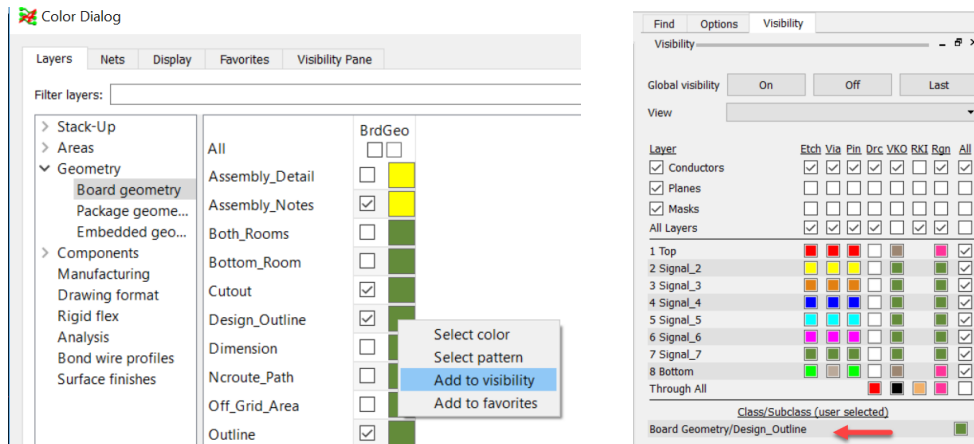 Color Dialog
Layers Nets Display Favorites Visibility Pane
Filter layers:
Stack-Up
Areas
Geometry
Board geometry
Package geome...
Embedded geo...
Components
Manufacturing
Drawing format
Rigid flex
Analysis
Bond wire profiles
Surface finishes
BrdGeo
All
Assembly_Detail
Assembly_Notes
Both_Rooms
Bottom_Room
Cutout
Design_Outline
Dimension
Ncroute_Path
Off_Grid_Area
Outline
Select color
Select pattern
Add to visibility
Add to favorites
Find Options Visibility
Visibility
Global visibility On Off Last
View
Layer Etch Via Pin Drc VKO RKI Rgn All
Conductors
Planes
Masks
All Layers
1 Top
2 Signal_2
3 Signal_3
4 Signal_4
5 Signal_5
6 Signal_6
7 Signal_7
8 Bottom
Through All
Class/Subclass (user selected)
Board Geometry/Design_Outline